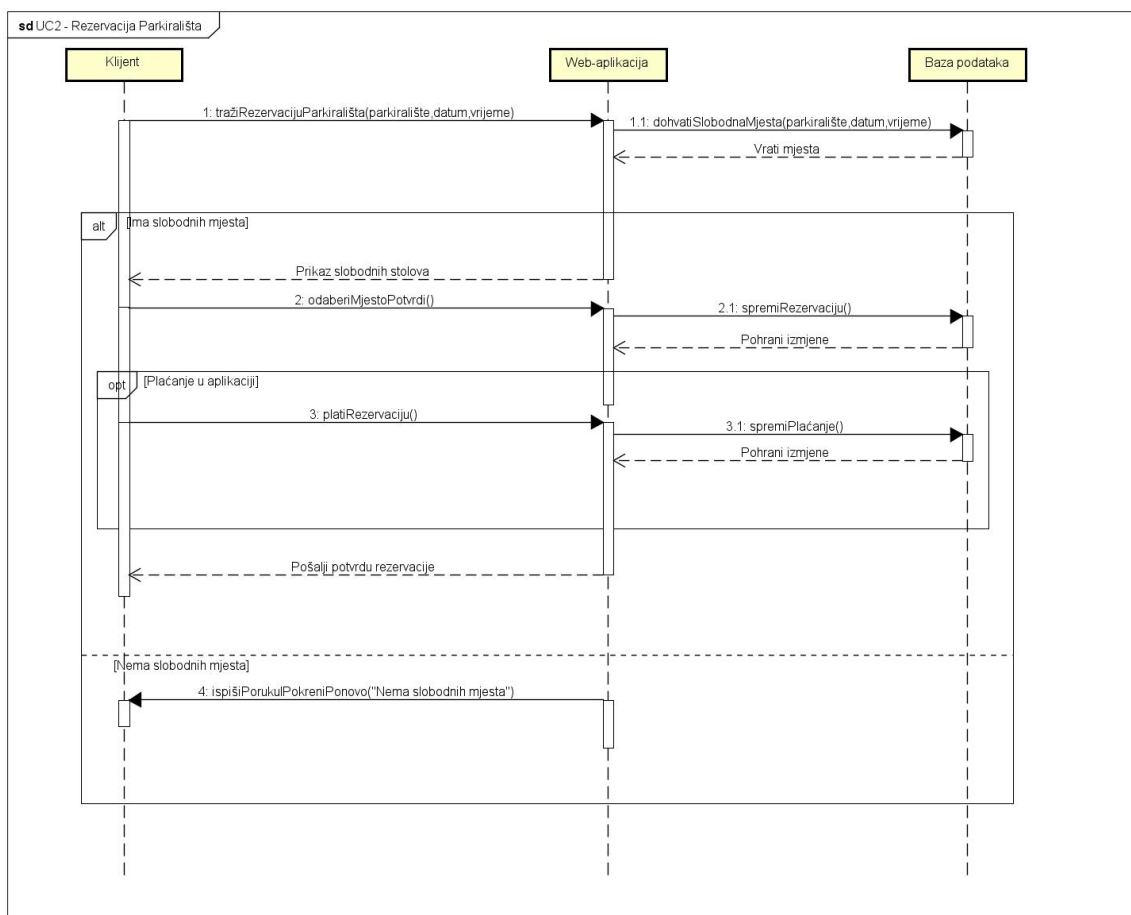 sd UC2 - Rezervacija Parkirališta
Klijent
Web-aplikacija
Baza podataka
1: tražiRezervacijuParkirališta(parkiralište,datum,vrijeme)
1.1: dohvatiSlobodnaMjesta(parkiralište,datum,vrijeme)
Vrati mjesta
alt
[Ima slobodnih mjesta]
Prikaz slobodnih stolova
2: odaberiMjestoPotvrdi()
2.1: spremiRezervaciju()
Pohrani izmjene
opt
[Plaćanje u aplikaciji]
3: platiRezervaciju()
3.1: spremiPlaćanje()
Pohrani izmjene
Pošalji potvrdu rezervacije
[Nema slobodnih mjesta]
4: ispišiPorukuIPokreniPonovo("Nema slobodnih mjesta")